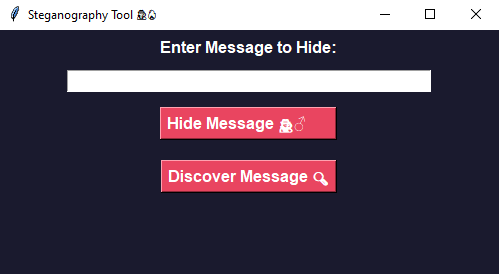 Steganography Tool 🕵️
Enter Message to Hide:
Hide Message 🕵♂
Discover Message 🔍